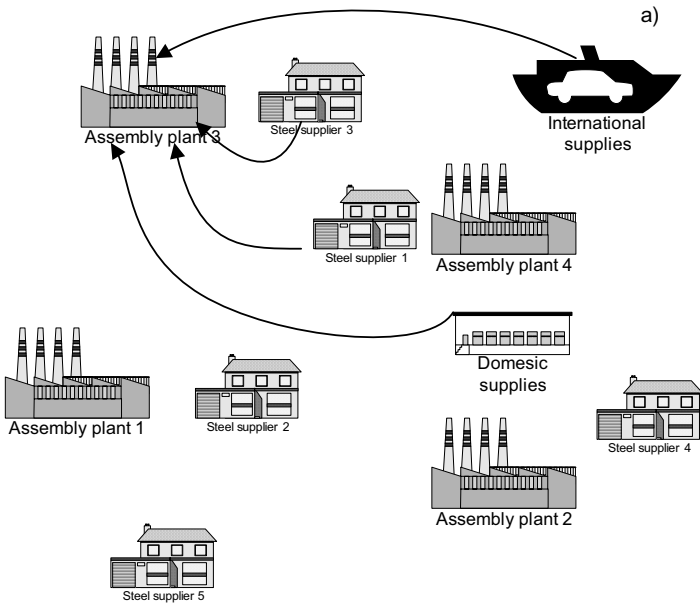 a)
Assembly plant 3
Steel supplier 3
International
supplies
Steel supplier 1
Assembly plant 4
Domesic
supplies
Assembly plant 1
Steel supplier 2
Steel supplier 4
Assembly plant 2
Steel supplier 5